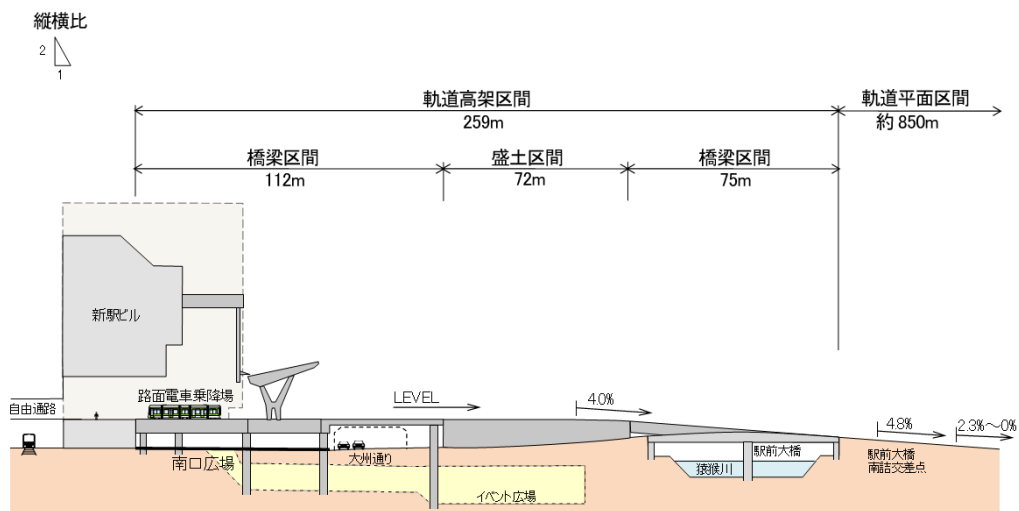 縦横比
2
1
軌道高架区間
259m
軌道平面区間
約850m
橋梁区間
112m
盛土区間
72m
橋梁区間
75m
新駅ビル
路面電車乗降場
自由通路
LEVEL
4.0%
4.8%
2.3%～0%
南口広場
大州通り
駅前大橋
猿猴川
駅前大橋
南詰交差点
イベント広場